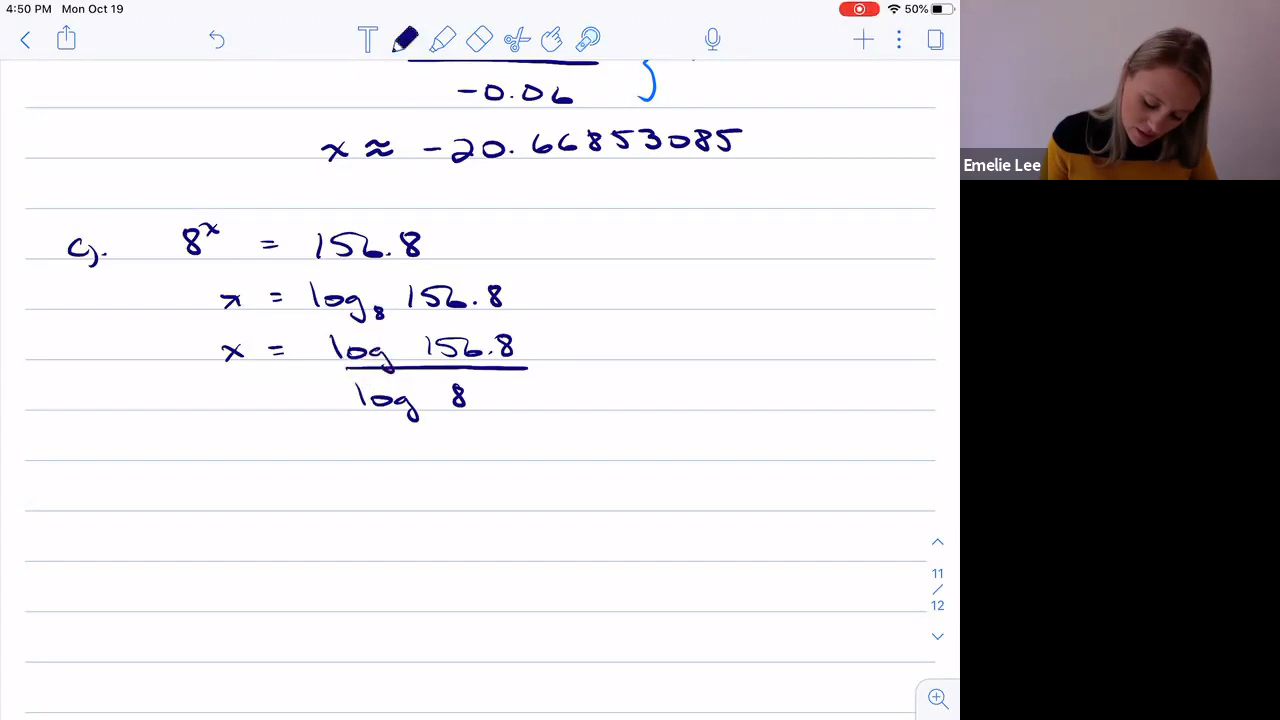 4:50 PM Mon Oct 19
50%
T
-0.06
x ≈ -20.66853085
c). 8^x = 156.8
x = log_8 156.8
x = log 156.8
log 8
Emelie Lee
11
/
12